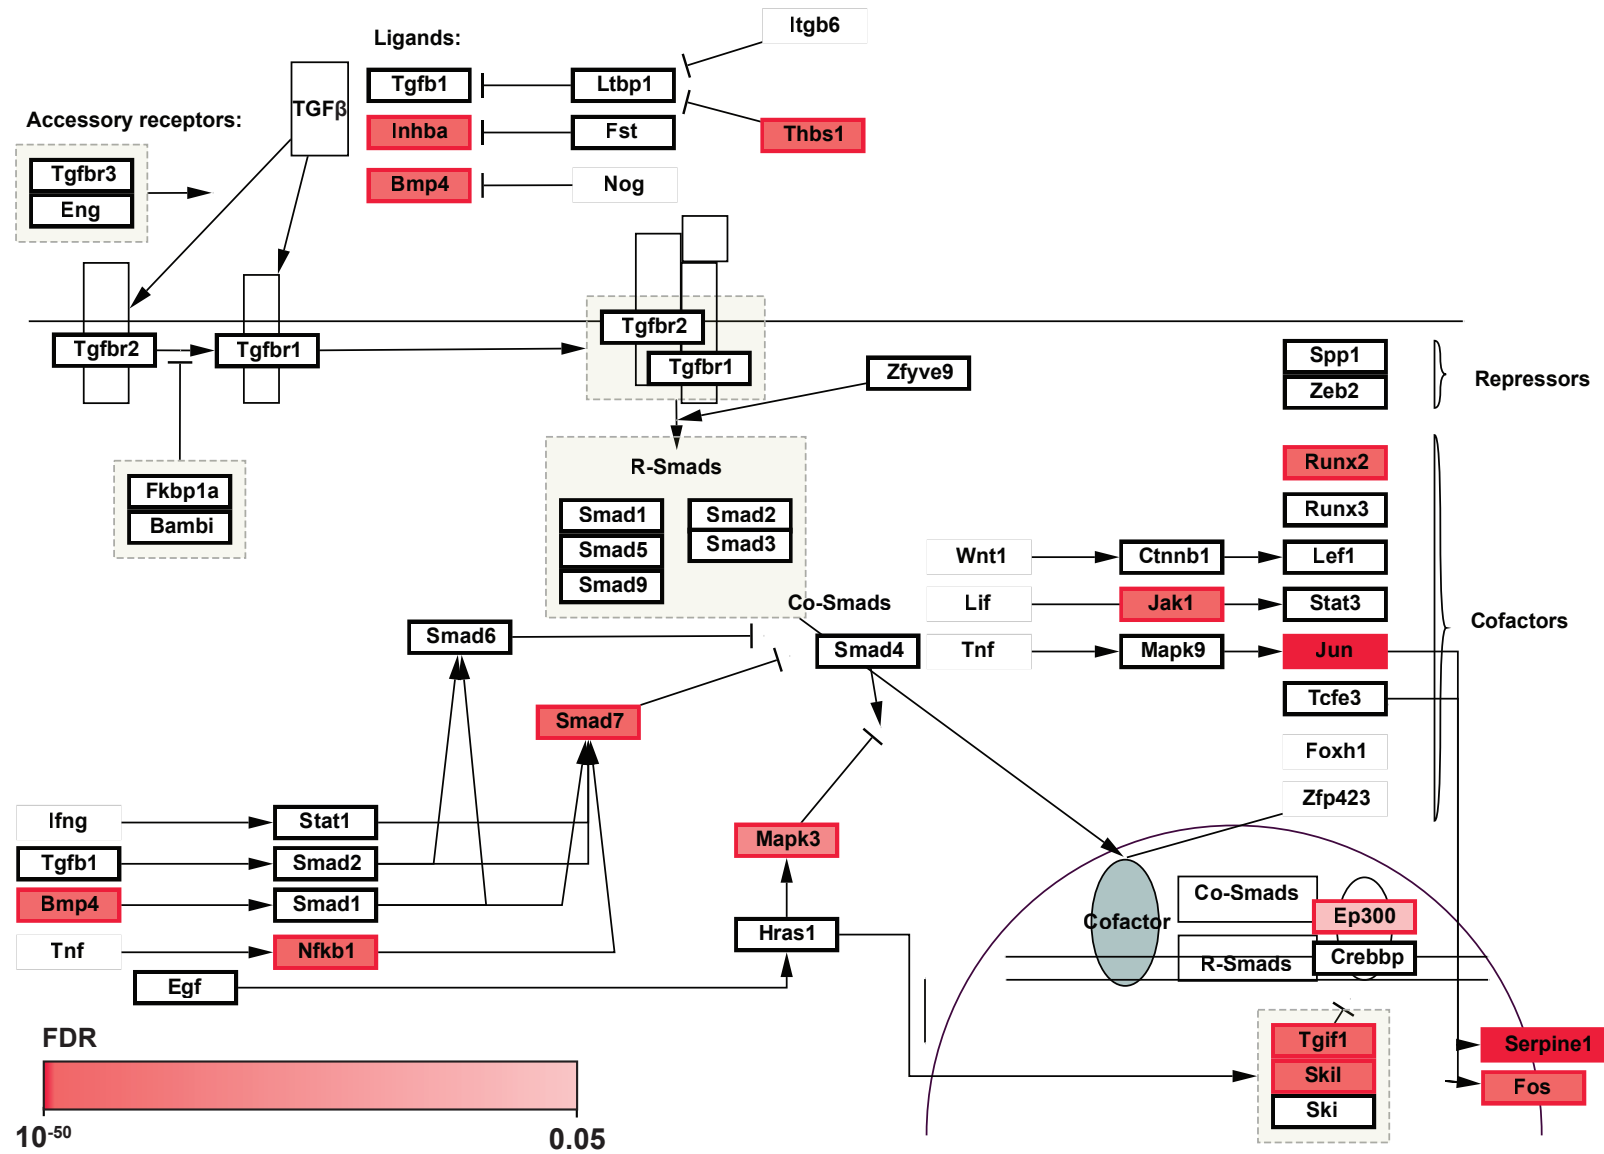 Itgb6
Ligands:
Tgfb1
Ltbp1
TGFβ
Accessory receptors:
Inhba
Fst
Thbs1
Tgfbr3
Bmp4
Nog
Eng
Tgfbr2
Tgfbr2
Tgfbr1
Tgfbr1
Zfyve9
Spp1
Zeb2
Repressors
R-Smads
Runx2
Fkbp1a
Bambi
Smad1
Smad2
Runx3
Smad5
Smad3
Smad9
Wnt1
Ctnnb1
Lef1
Co-Smads
Lif
Jak1
Stat3
Cofactors
Smad6
Smad4
Tnf
Mapk9
Jun
Tcfe3
Smad7
Foxh1
Zfp423
Ifng
Stat1
Mapk3
Tgfb1
Smad2
Bmp4
Smad1
Co-Smads
Ep300
Cofactor
Hras1
Tnf
Nfkb1
R-Smads
Crebbp
Egf
FDR
Tgif1
Serpine1
Skil
Fos
Ski
10-50
0.05